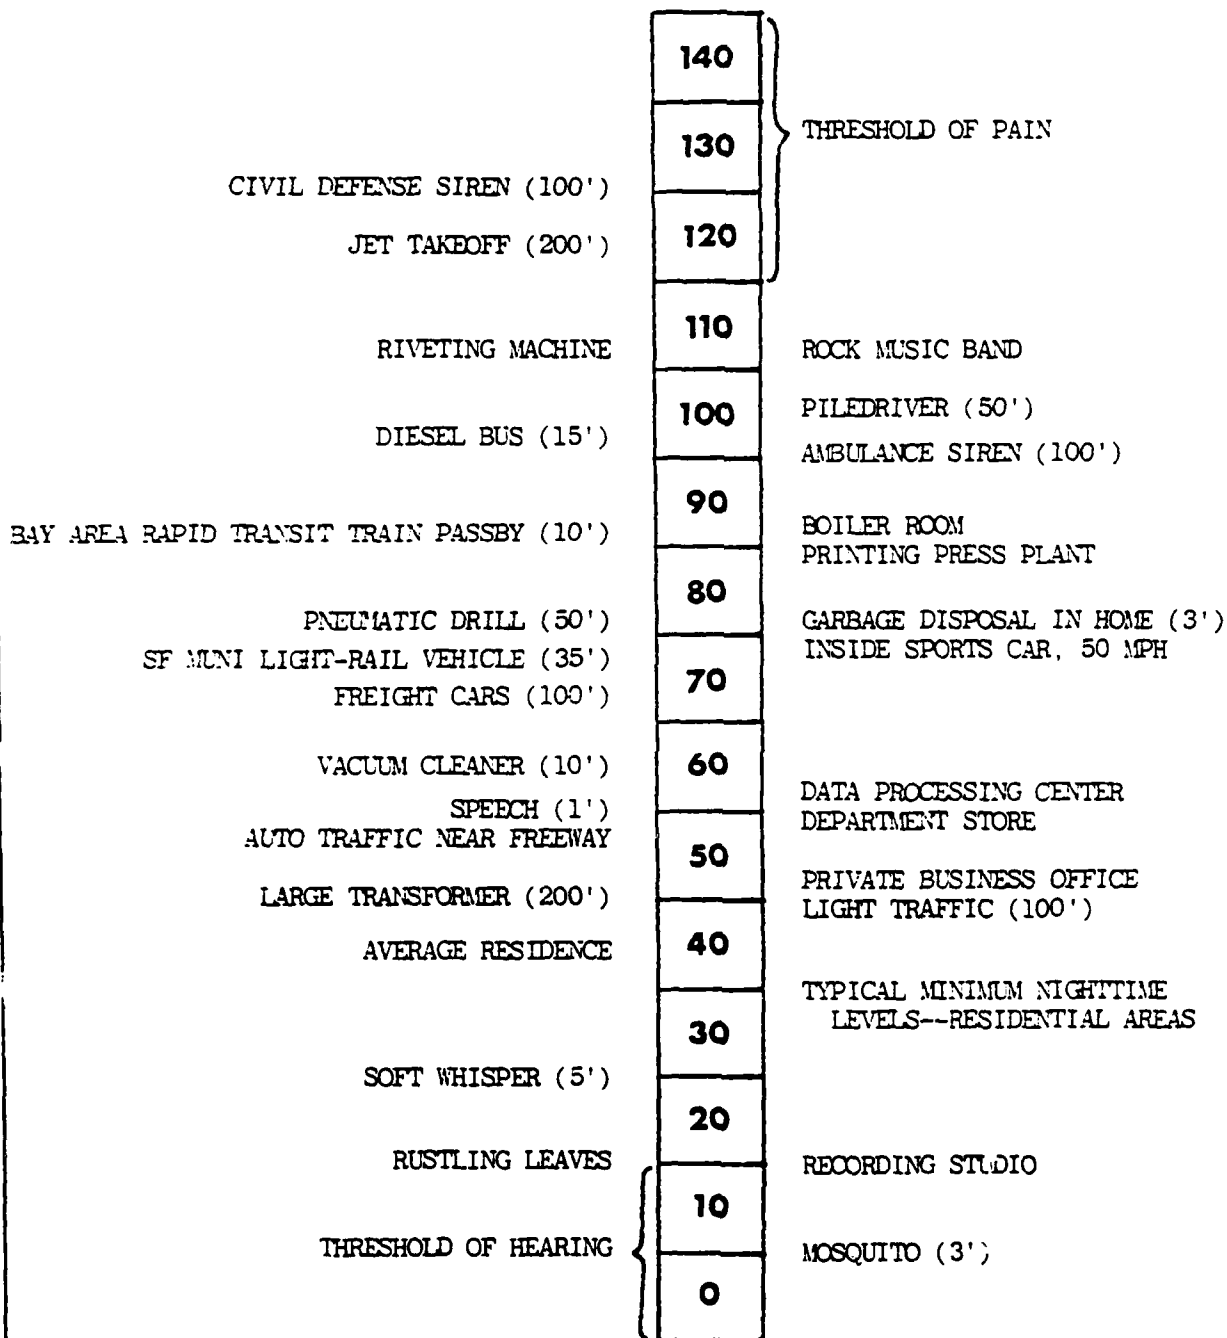 140
THRESHOLD OF PAIN
130
CIVIL DEFENSE SIREN (100')
JET TAKEOFF (200')
120
110
RIVETING MACHINE
ROCK MUSIC BAND
100
PILEDRIVER (50')
DIESEL BUS (15')
AMBULANCE SIREN (100')
90
BAY AREA RAPID TRANSIT TRAIN PASSBY (10')
BOILER ROOM
PRINTING PRESS PLANT
80
PNEUMATIC DRILL (50')
GARBAGE DISPOSAL IN HOME (3')
SF MUNI LIGHT-RAIL VEHICLE (35')
INSIDE SPORTS CAR, 50 MPH
70
FREIGHT CARS (100')
VACUUM CLEANER (10')
60
DATA PROCESSING CENTER
SPEECH (1')
DEPARTMENT STORE
AUTO TRAFFIC NEAR FREEWAY
50
PRIVATE BUSINESS OFFICE
LARGE TRANSFORMER (200')
LIGHT TRAFFIC (100')
AVERAGE RESIDENCE
40
TYPICAL MINIMUM NIGHTTIME
LEVELS--RESIDENTIAL AREAS
30
SOFT WHISPER (5')
20
RUSTLING LEAVES
RECORDING STUDIO
10
THRESHOLD OF HEARING
MOSQUITO (3')
0